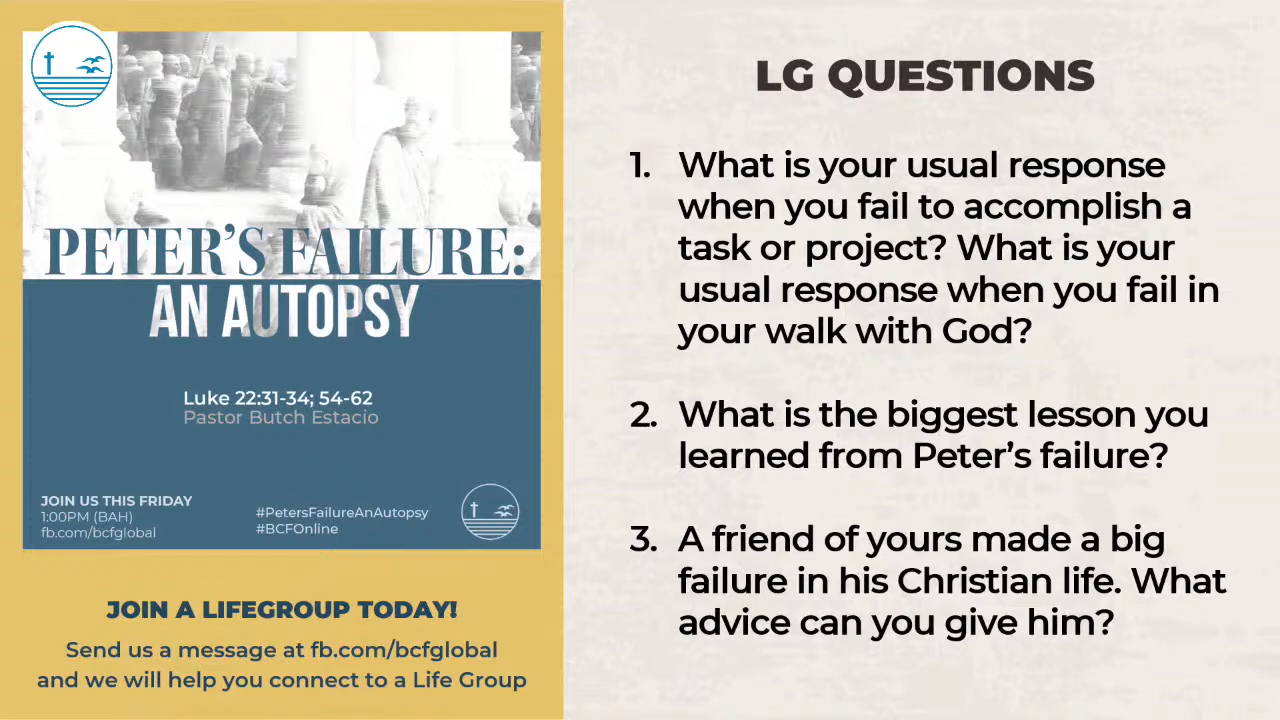 PETER’S FAILURE:
AN AUTOPSY
Luke 22:31-34; 54-62
Pastor Butch Estacio
JOIN US THIS FRIDAY
1:00PM (BAH)
fb.com/bcfglobal
#PetersFailureAnAutopsy
#BCFOnline
JOIN A LIFEGROUP TODAY!
Send us a message at fb.com/bcfglobal
and we will help you connect to a Life Group
LG QUESTIONS
1. What is your usual response
when you fail to accomplish a
task or project? What is your
usual response when you fail in
your walk with God?
2. What is the biggest lesson you
learned from Peter’s failure?
3. A friend of yours made a big
failure in his Christian life. What
advice can you give him?